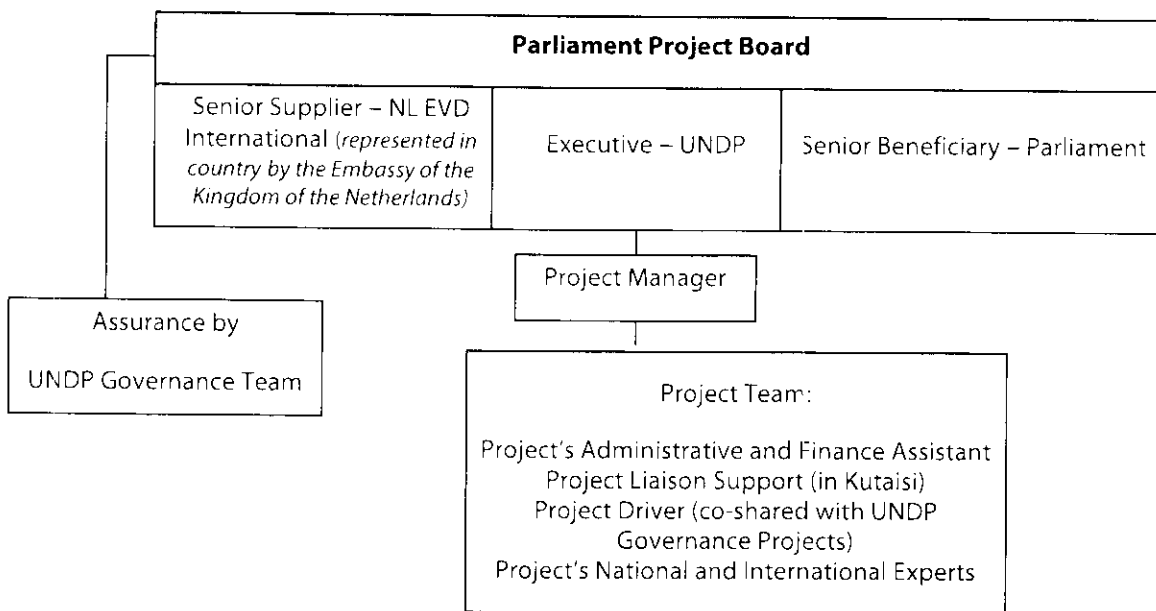 Parliament Project Board
Senior Supplier – NL EVD
International (represented in
country by the Embassy of the
Kingdom of the Netherlands)
Executive – UNDP
Senior Beneficiary – Parliament
Project Manager
Assurance by
UNDP Governance Team
Project Team:
Project's Administrative and Finance Assistant
Project Liaison Support (in Kutaisi)
Project Driver (co-shared with UNDP
Governance Projects)
Project's National and International Experts